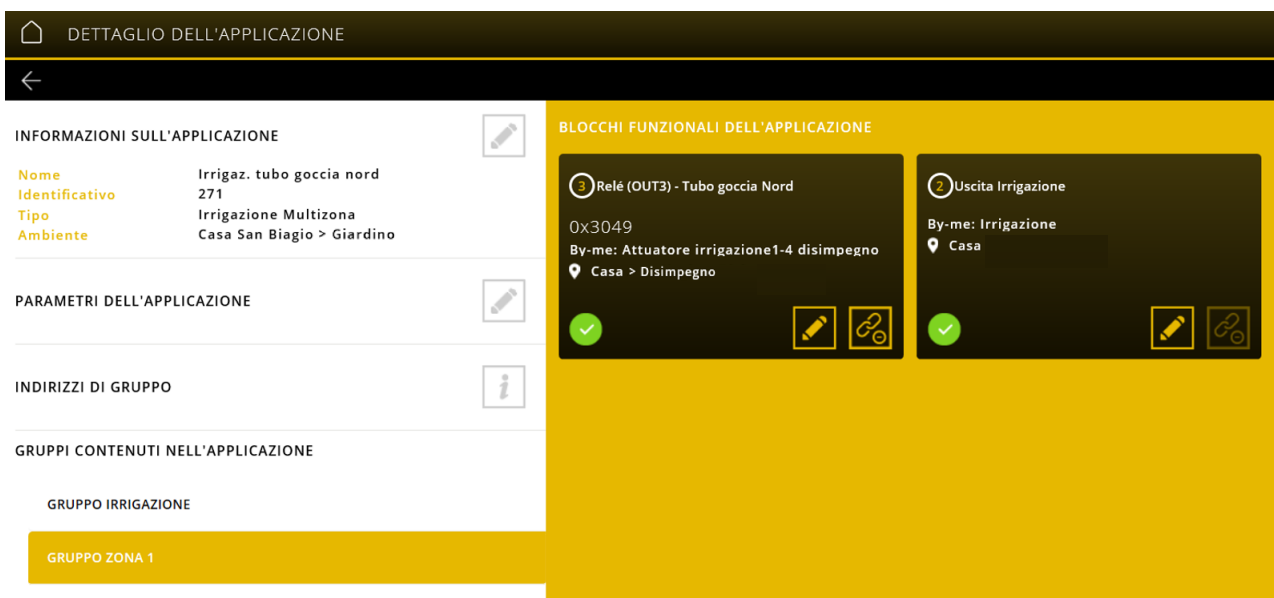 DETTAGLIO DELL'APPLICAZIONE
INFORMAZIONI SULL'APPLICAZIONE
Nome Irrigaz. tubo goccia nord
Identificativo 271
Tipo Irrigazione Multizona
Ambiente Casa San Biagio > Giardino
PARAMETRI DELL'APPLICAZIONE
INDIRIZZI DI GRUPPO
i
GRUPPI CONTENUTI NELL'APPLICAZIONE
GRUPPO IRRIGAZIONE
GRUPPO ZONA 1
BLOCCHI FUNZIONALI DELL'APPLICAZIONE
3 Relé (OUT3) - Tubo goccia Nord
0x3049
By-me: Attuatore irrigazione1-4 disimpegno
Casa > Disimpegno
2 Uscita Irrigazione
By-me: Irrigazione
Casa